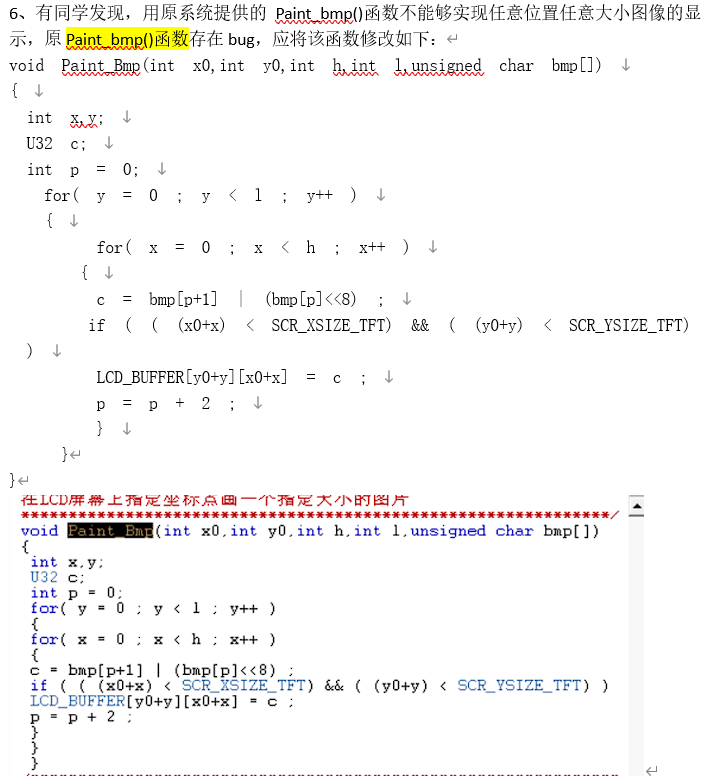 6、有同学发现，用原系统提供的 Paint_bmp()函数不能够实现任意位置任意大小图像的显
示，原 Paint_bmp()函数存在 bug，应将该函数修改如下：↵
void Paint_Bmp(int x0,int y0,int h,int l,unsigned char bmp[]) ↓
{ ↓
int x,y; ↓
U32 c; ↓
int p = 0; ↓
for( y = 0 ; y < l ; y++ ) ↓
{ ↓
for( x = 0 ; x < h ; x++ ) ↓
{ ↓
c = bmp[p+1] | (bmp[p]<<8) ; ↓
if ( ( (x0+x) < SCR_XSIZE_TFT) && ( (y0+y) < SCR_YSIZE_TFT)
) ↓
LCD_BUFFER[y0+y][x0+x] = c ; ↓
p = p + 2 ; ↓
} ↓
}↵
}↵
在LCD屏幕上指定坐标点画一个指定大小的图片
****************************************************************/
void Paint_Bmp(int x0,int y0,int h,int l,unsigned char bmp[])
{
int x,y;
U32 c;
int p = 0;
for( y = 0 ; y < l ; y++ )
{
for( x = 0 ; x < h ; x++ )
{
c = bmp[p+1] | (bmp[p]<<8) ;
if ( ( (x0+x) < SCR_XSIZE_TFT) && ( (y0+y) < SCR_YSIZE_TFT) )
LCD_BUFFER[y0+y][x0+x] = c ;
p = p + 2 ;
}
}
}